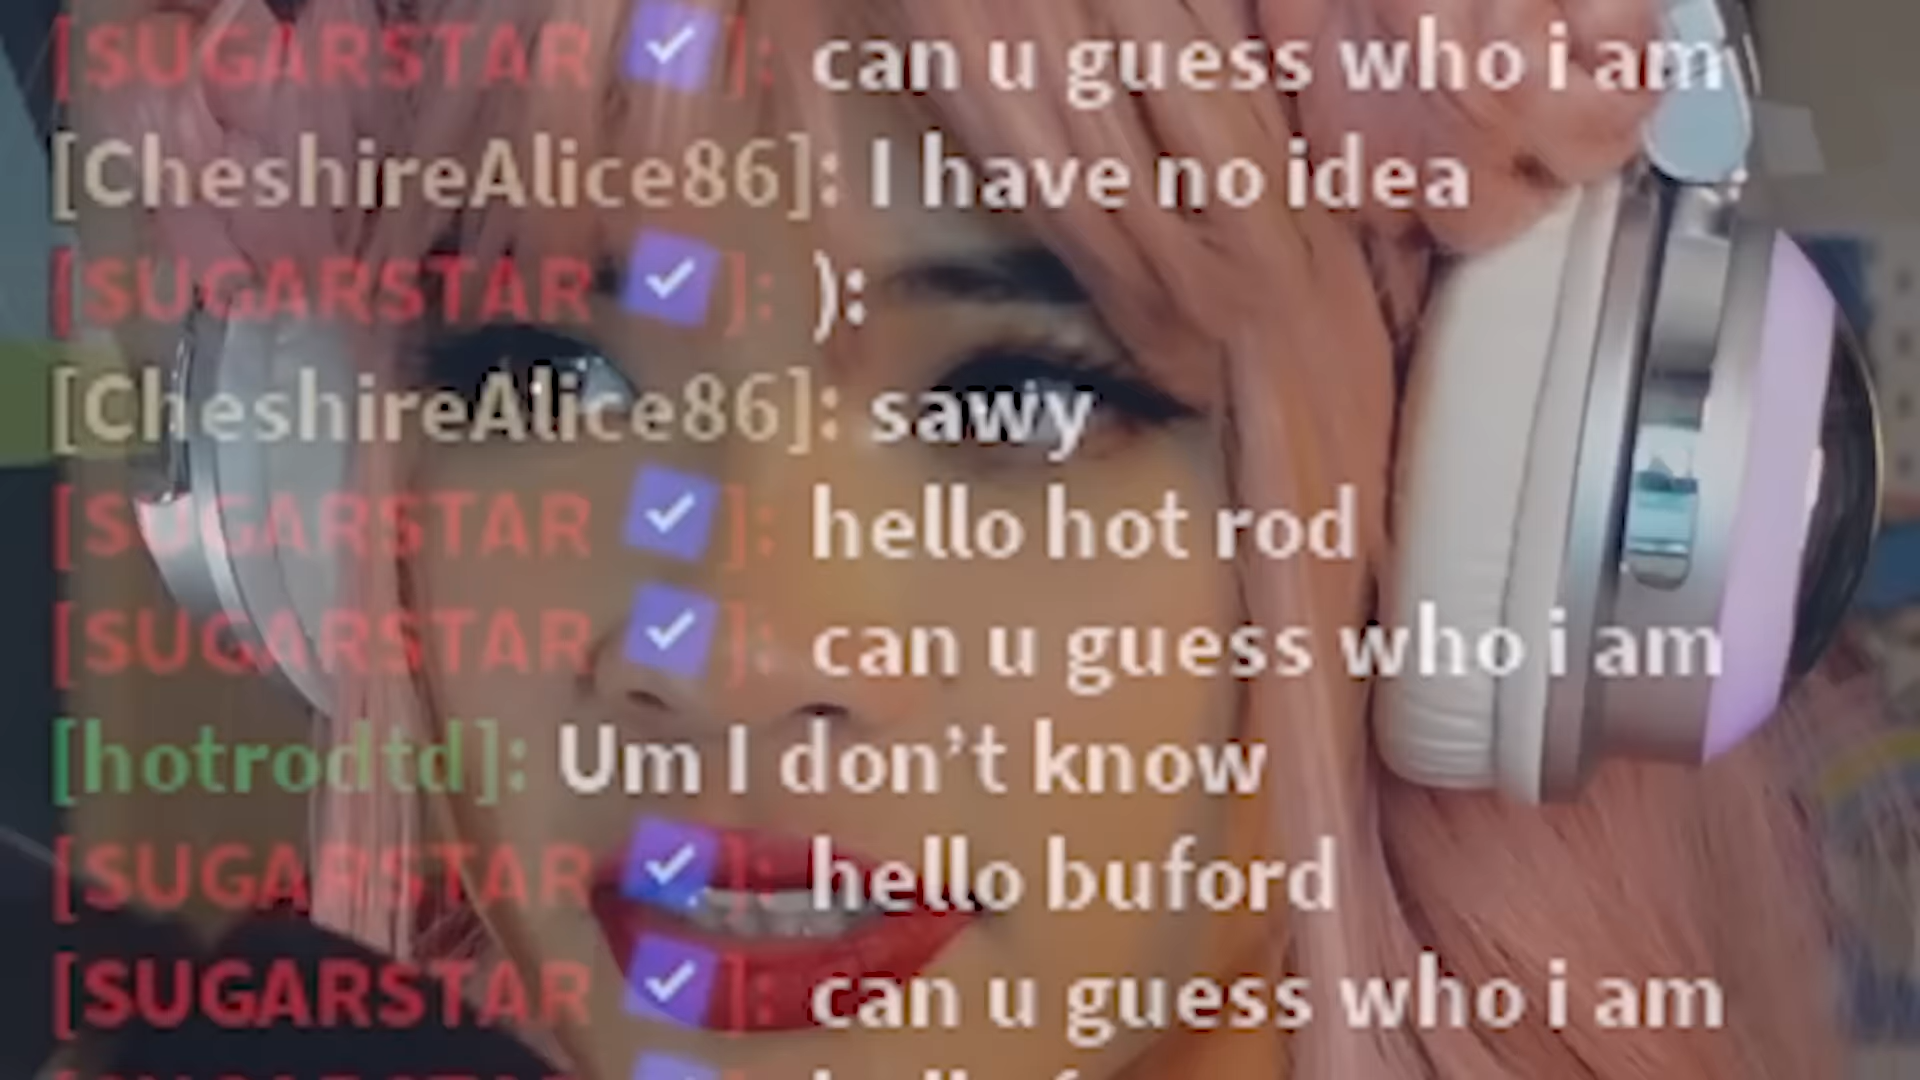 [SUGARSTAR ✓]: can u guess who i am
[CheshireAlice86]: I have no idea
[SUGARSTAR ✓]: ):
[CheshireAlice86]: sawy
[SUGARSTAR ✓]: hello hot rod
[SUGARSTAR ✓]: can u guess who i am
[hotrodtd]: Um I don’t know
[SUGARSTAR ✓]: hello buford
[SUGARSTAR ✓]: can u guess who i am